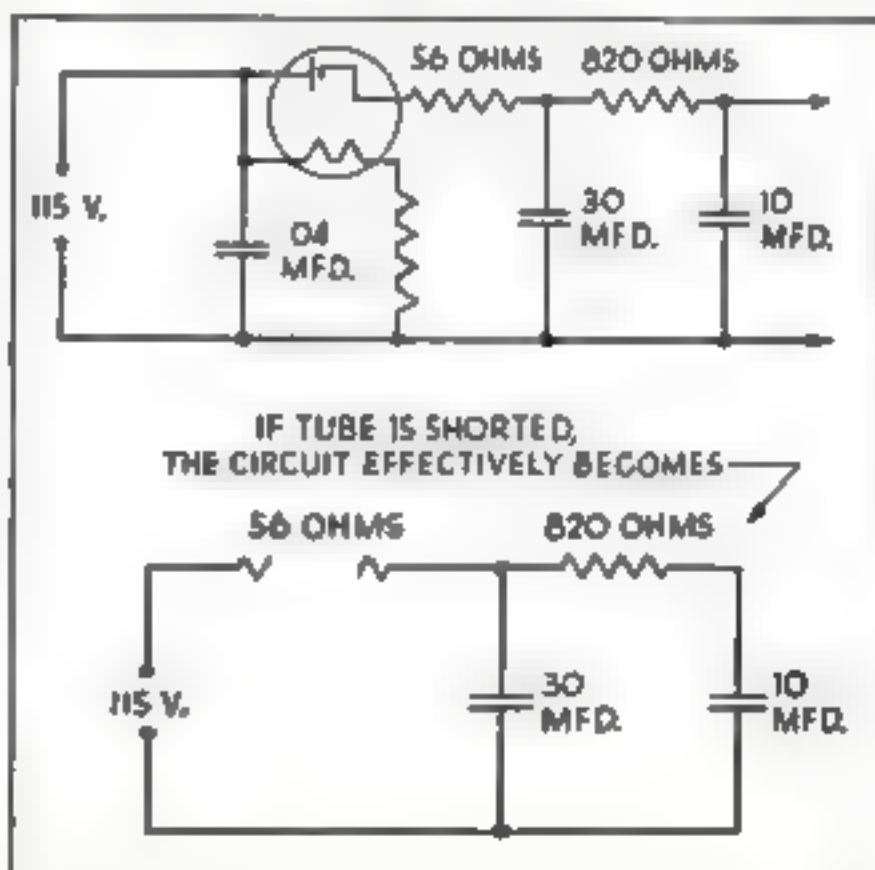 56 OHMS
820 OHMS
115 V.
04
MFD.
30
MFD.
10
MFD.
IF TUBE IS SHORTED,
THE CIRCUIT EFFECTIVELY BECOMES
56 OHMS
820 OHMS
115 V.
30
MFD.
10
MFD.